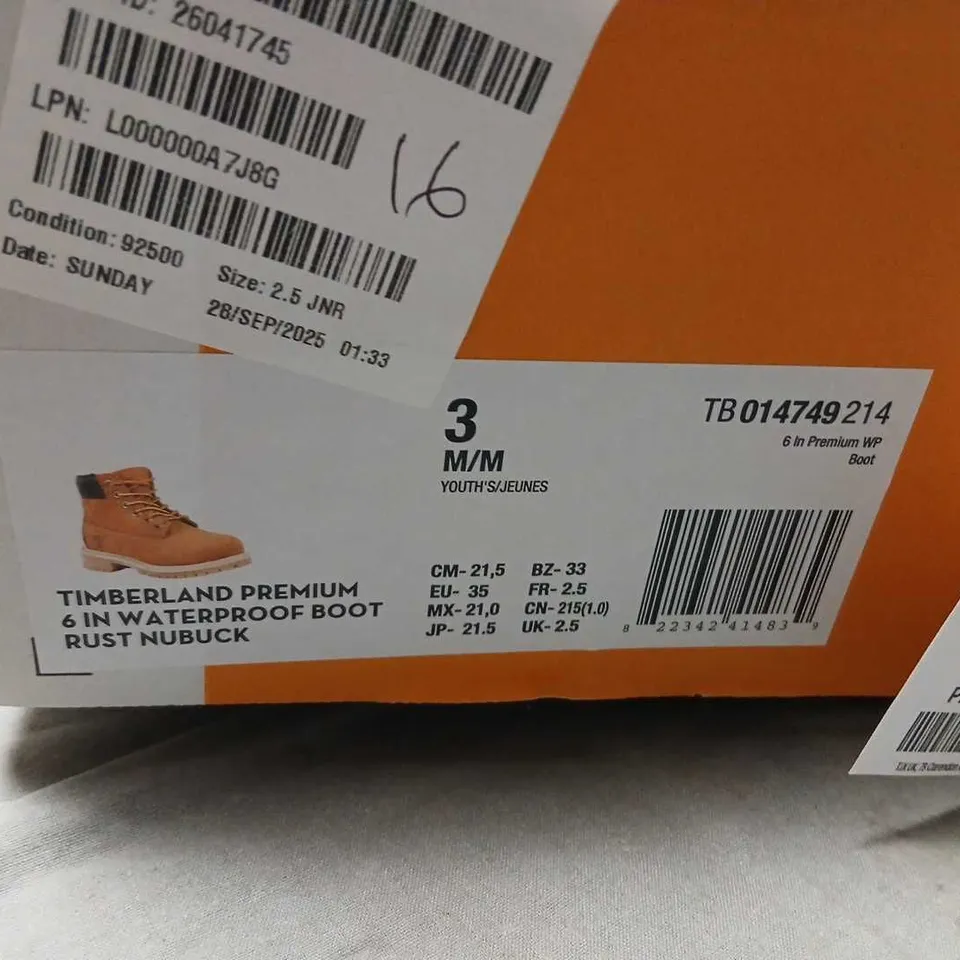 ID: 26041745
LPN: L000000A7J8G
16
Condition: 92500
Size: 2.5 JNR
Date: SUNDAY
28/SEP/2025 01:33
3
M/M
YOUTH'S/JEUNES
TB014749214
6 In Premium WP
Boot
TIMBERLAND PREMIUM
6 IN WATERPROOF BOOT
RUST NUBUCK
CM- 21,5 BZ- 33
EU- 35 FR- 2.5
MX- 21,0 CN- 215(1.0)
JP- 21.5 UK- 2.5
8 22342 41483 9